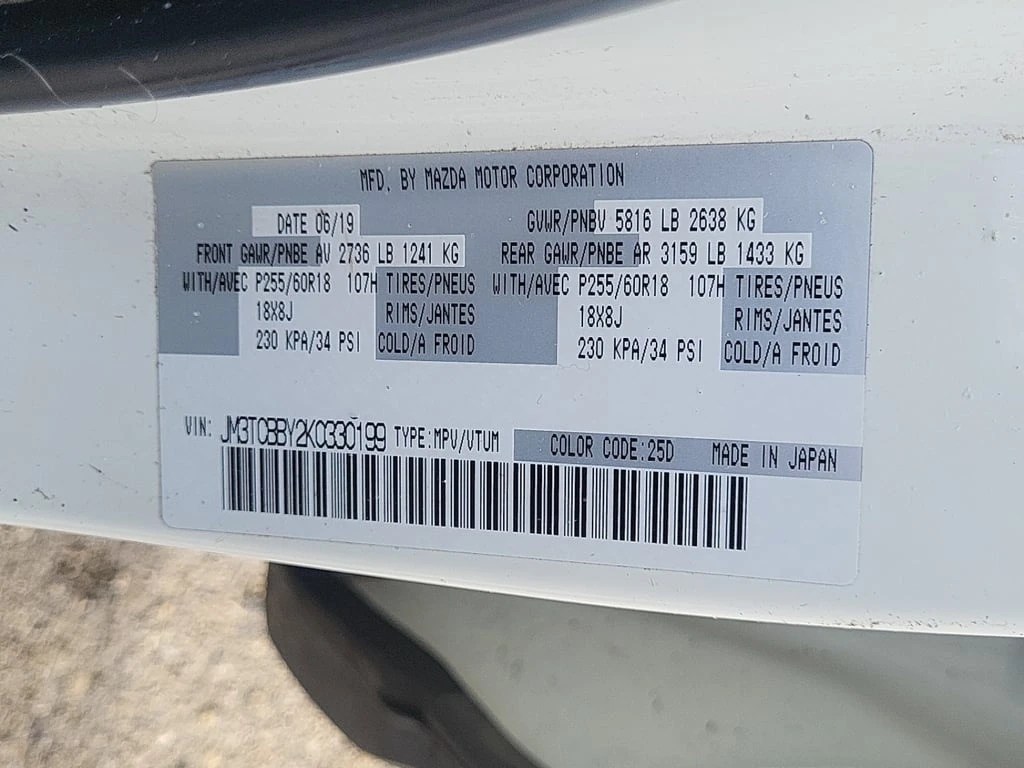 MFD. BY MAZDA MOTOR CORPORATION
DATE 06/19 GVWR/PNBV 5816 LB 2638 KG
FRONT GAWR/PNBE AV 2736 LB 1241 KG REAR GAWR/PNBE AR 3159 LB 1433 KG
WITH/AVEC P255/60R18 107H TIRES/PNEUS WITH/AVEC P255/60R18 107H TIRES/PNEUS
18X8J RIMS/JANTES 18X8J RIMS/JANTES
230 KPA/34 PSI COLD/A FROID 230 KPA/34 PSI COLD/A FROID
VIN: JM3TCBBY2K0330199 TYPE:MPV/VTUM COLOR CODE:25D MADE IN JAPAN